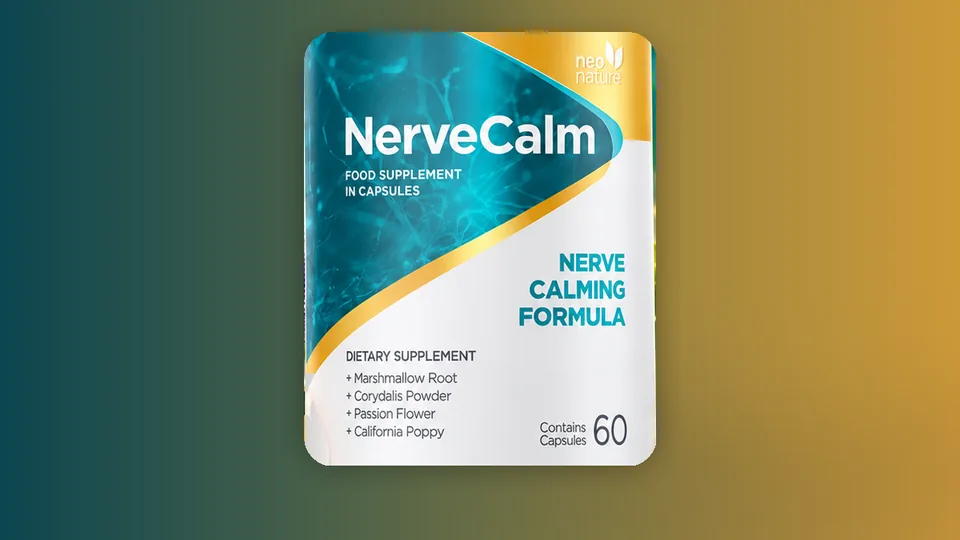 neo
nature
NerveCalm
FOOD SUPPLEMENT
IN CAPSULES
NERVE
CALMING
FORMULA
DIETARY SUPPLEMENT
+ Marshmallow Root
+ Corydalis Powder
+ Passion Flower
+ California Poppy
Contains
Capsules 60